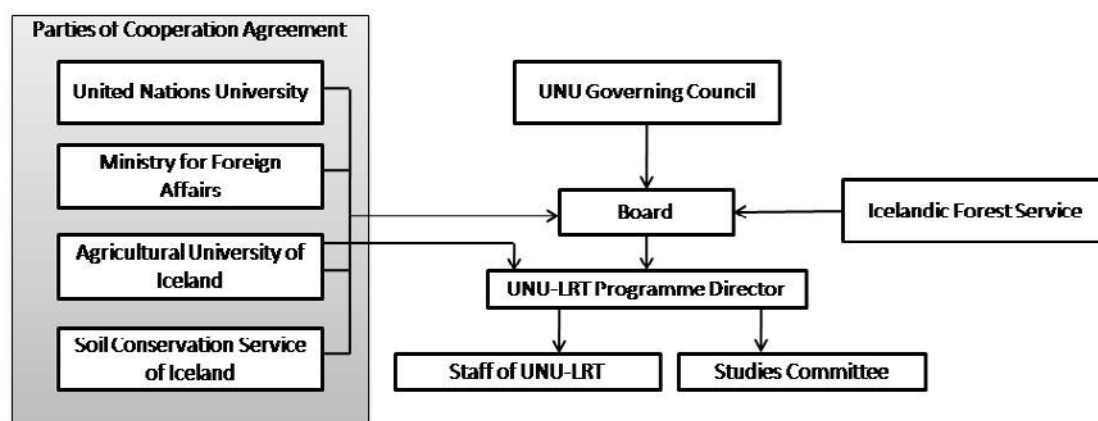 Parties of Cooperation Agreement
United Nations University
Ministry for Foreign
Affairs
Agricultural University of
Iceland
Soil Conservation Service
of Iceland
UNU Governing Council
Board
Icelandic Forest Service
UNU-LRT Programme Director
Staff of UNU-LRT
Studies Committee